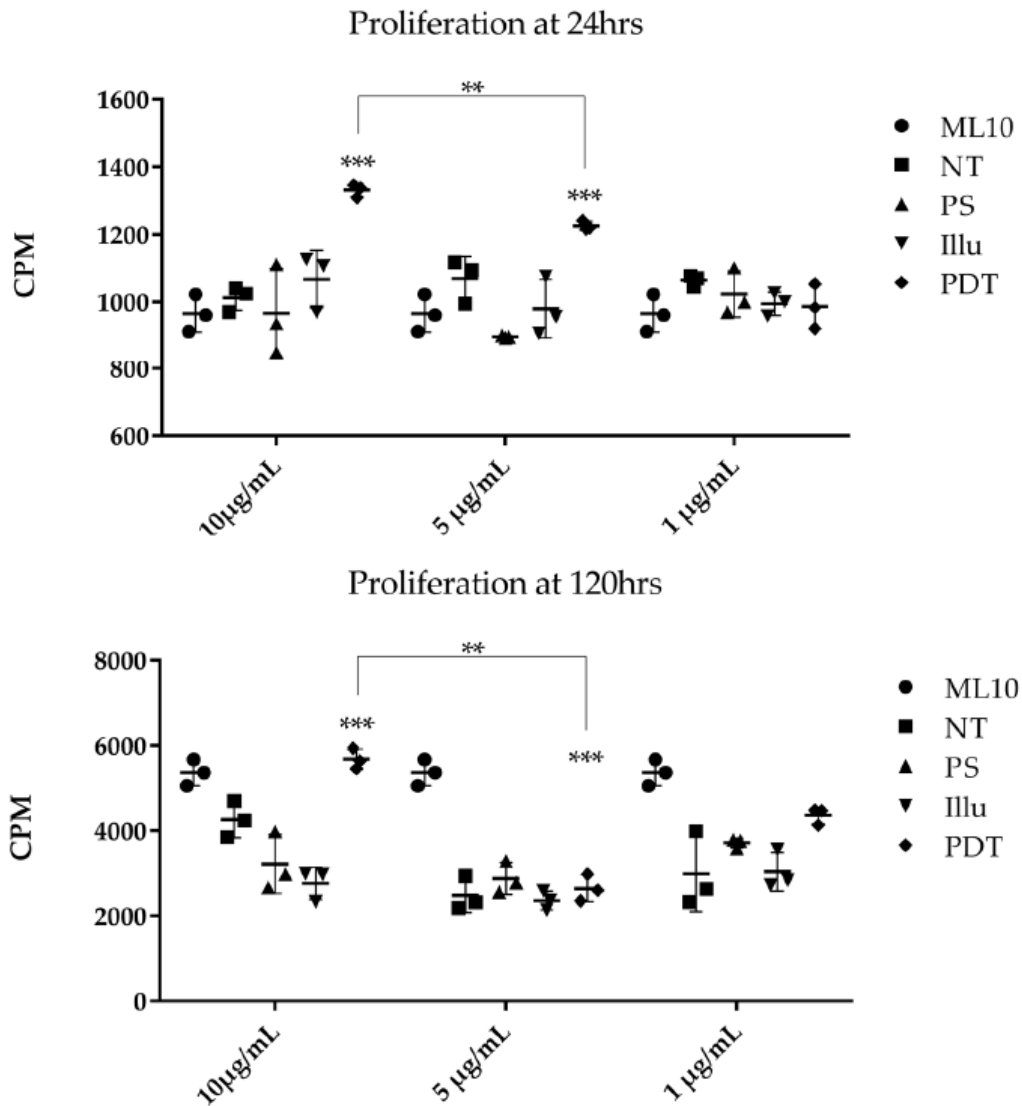 Proliferation at 24hrs
**
1600
1400
1200
1000
800
600
CPM
***
***
ML10
NT
PS
Illu
PDT
10µg/mL
5 µg/mL
1 µg/mL
Proliferation at 120hrs
**
8000
6000
4000
2000
0
CPM
***
***
ML10
NT
PS
Illu
PDT
10µg/mL
5 µg/mL
1 µg/mL